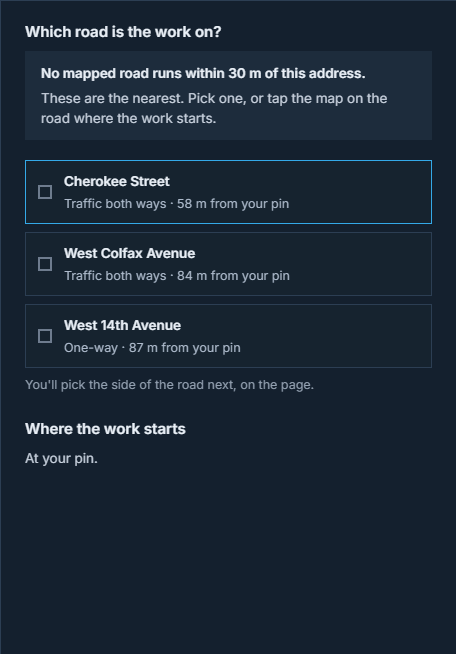 Which road is the work on?
No mapped road runs within 30 m of this address.
These are the nearest. Pick one, or tap the map on the
road where the work starts.
Cherokee Street
Traffic both ways · 58 m from your pin
West Colfax Avenue
Traffic both ways · 84 m from your pin
West 14th Avenue
One-way · 87 m from your pin
You'll pick the side of the road next, on the page.
Where the work starts
At your pin.